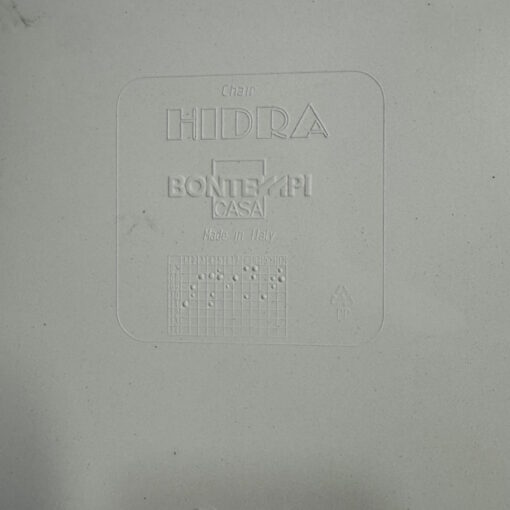 Chair
HIDRA
BONTEMPI
CASA
Made in Italy
PP